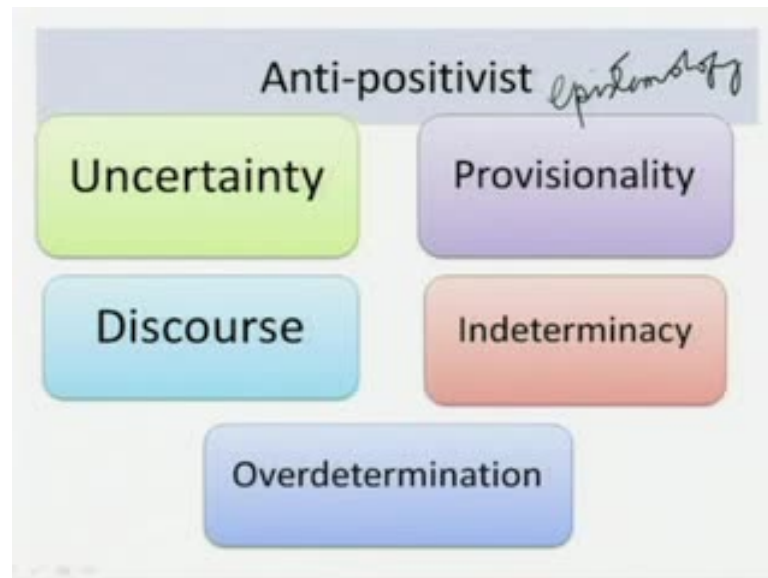 Anti-positivist epistemology
Uncertainty
Provisionality
Discourse
Indeterminacy
Overdetermination